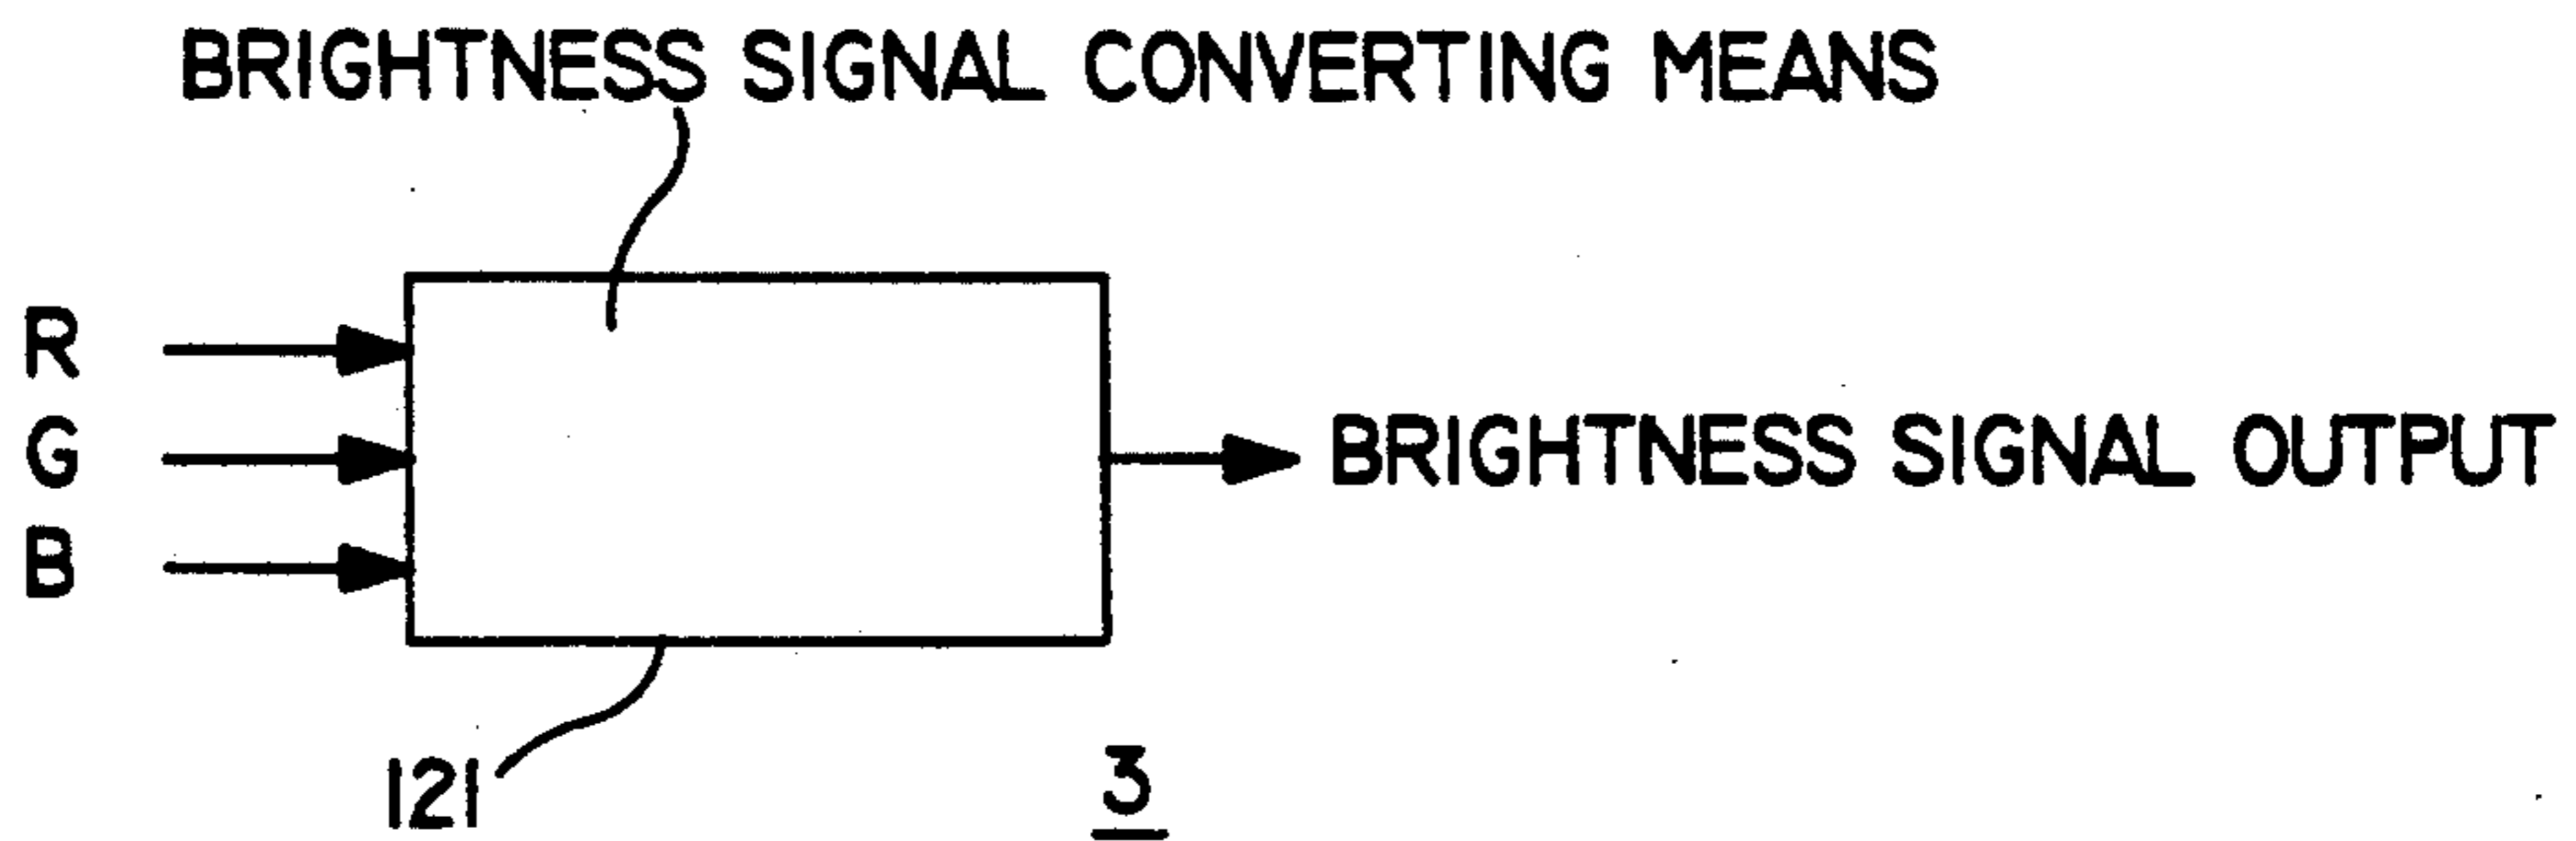 BRIGHTNESS SIGNAL CONVERTING MEANS
R
G
BRIGHTNESS SIGNAL OUTPUT
B
121
3